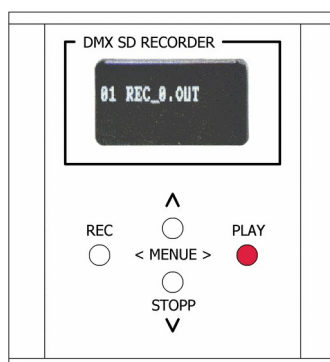 DMX SD RECORDER
01 REC_0.OUT
REC
PLAY
< MENUE >
STOPP